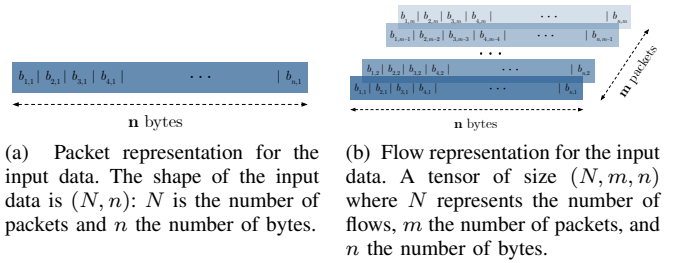 b1,1 | b2,1 | b3,1 | b4,1 | ··· | bn,1
n bytes
(a) Packet representation for the
input data. The shape of the input
data is (N, n): N is the number of
packets and n the number of bytes.
b1,m | b2,m | b3,m | b4,m | ··· | bn,m
b1,m-1 | b2,m-2 | b3,m-3 | b4,m-4 | ··· | bn,m-1
···
b1,2 | b2,2 | b3,2 | b4,2 | ··· | bn,2
b1,1 | b2,1 | b3,1 | b4,1 | ··· | bn,1
m packets
n bytes
(b) Flow representation for the input
data. A tensor of size (N, m, n)
where N represents the number of
flows, m the number of packets, and
n the number of bytes.